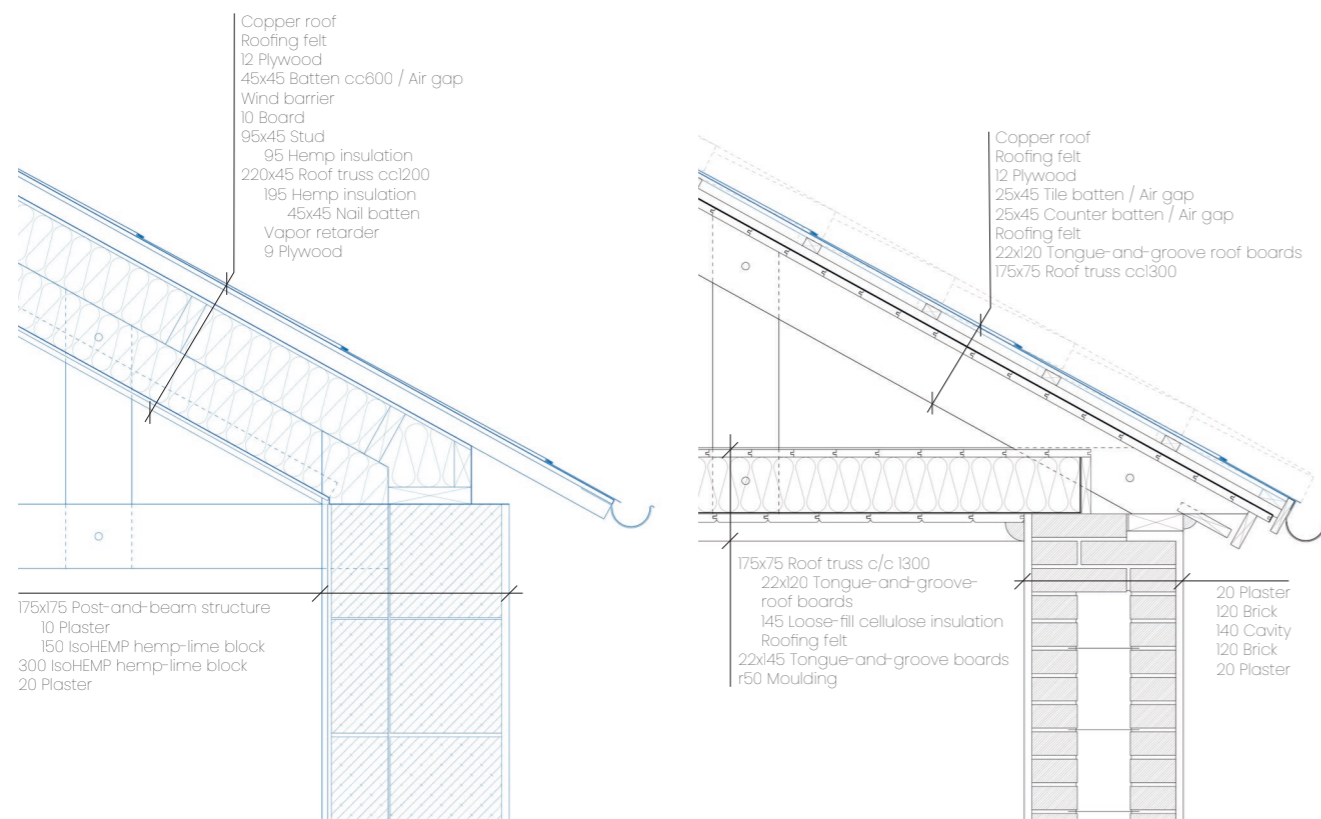 Copper roof
Roofing felt
12 Plywood
45x45 Batten cc600 / Air gap
Wind barrier
10 Board
95x45 Stud
95 Hemp insulation
220x45 Roof truss cc1200
195 Hemp insulation
45x45 Nail batten
Vapor retarder
9 Plywood
175x175 Post-and-beam structure
10 Plaster
150 IsoHEMP hemp-lime block
300 IsoHEMP hemp-lime block
20 Plaster
Copper roof
Roofing felt
12 Plywood
25x45 Tile batten / Air gap
25x45 Counter batten / Air gap
Roofing felt
22x120 Tongue-and-groove roof boards
175x75 Roof truss cc1300
175x75 Roof truss c/c 1300
22x120 Tongue-and-groove-
roof boards
145 Loose-fill cellulose insulation
Roofing felt
22x145 Tongue-and-groove boards
r50 Moulding
20 Plaster
120 Brick
140 Cavity
120 Brick
20 Plaster